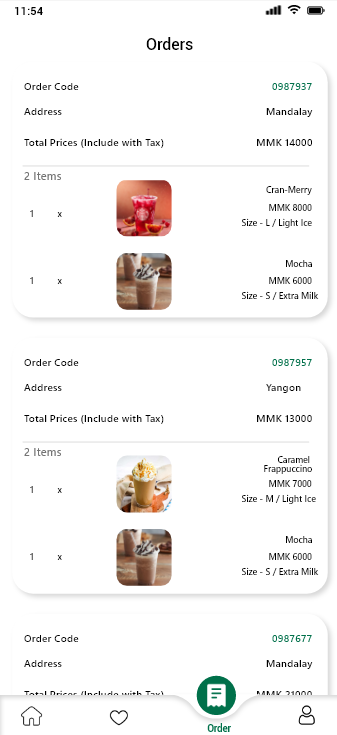 11:54
Orders
Order Code 0987937
Address Mandalay
Total Prices (Include with Tax) MMK 14000
2 Items
Cran-Merry
1 x MMK 8000
Size - L / Light Ice
Mocha
1 x MMK 6000
Size - S / Extra Milk
Order Code 0987957
Address Yangon
Total Prices (Include with Tax) MMK 13000
2 Items
Caramel
Frappuccino
1 x MMK 7000
Size - M / Light Ice
Mocha
1 x MMK 6000
Size - S / Extra Milk
Order Code 0987677
Address Mandalay
Total Prices (Include with Tax) MMK 21000
Order